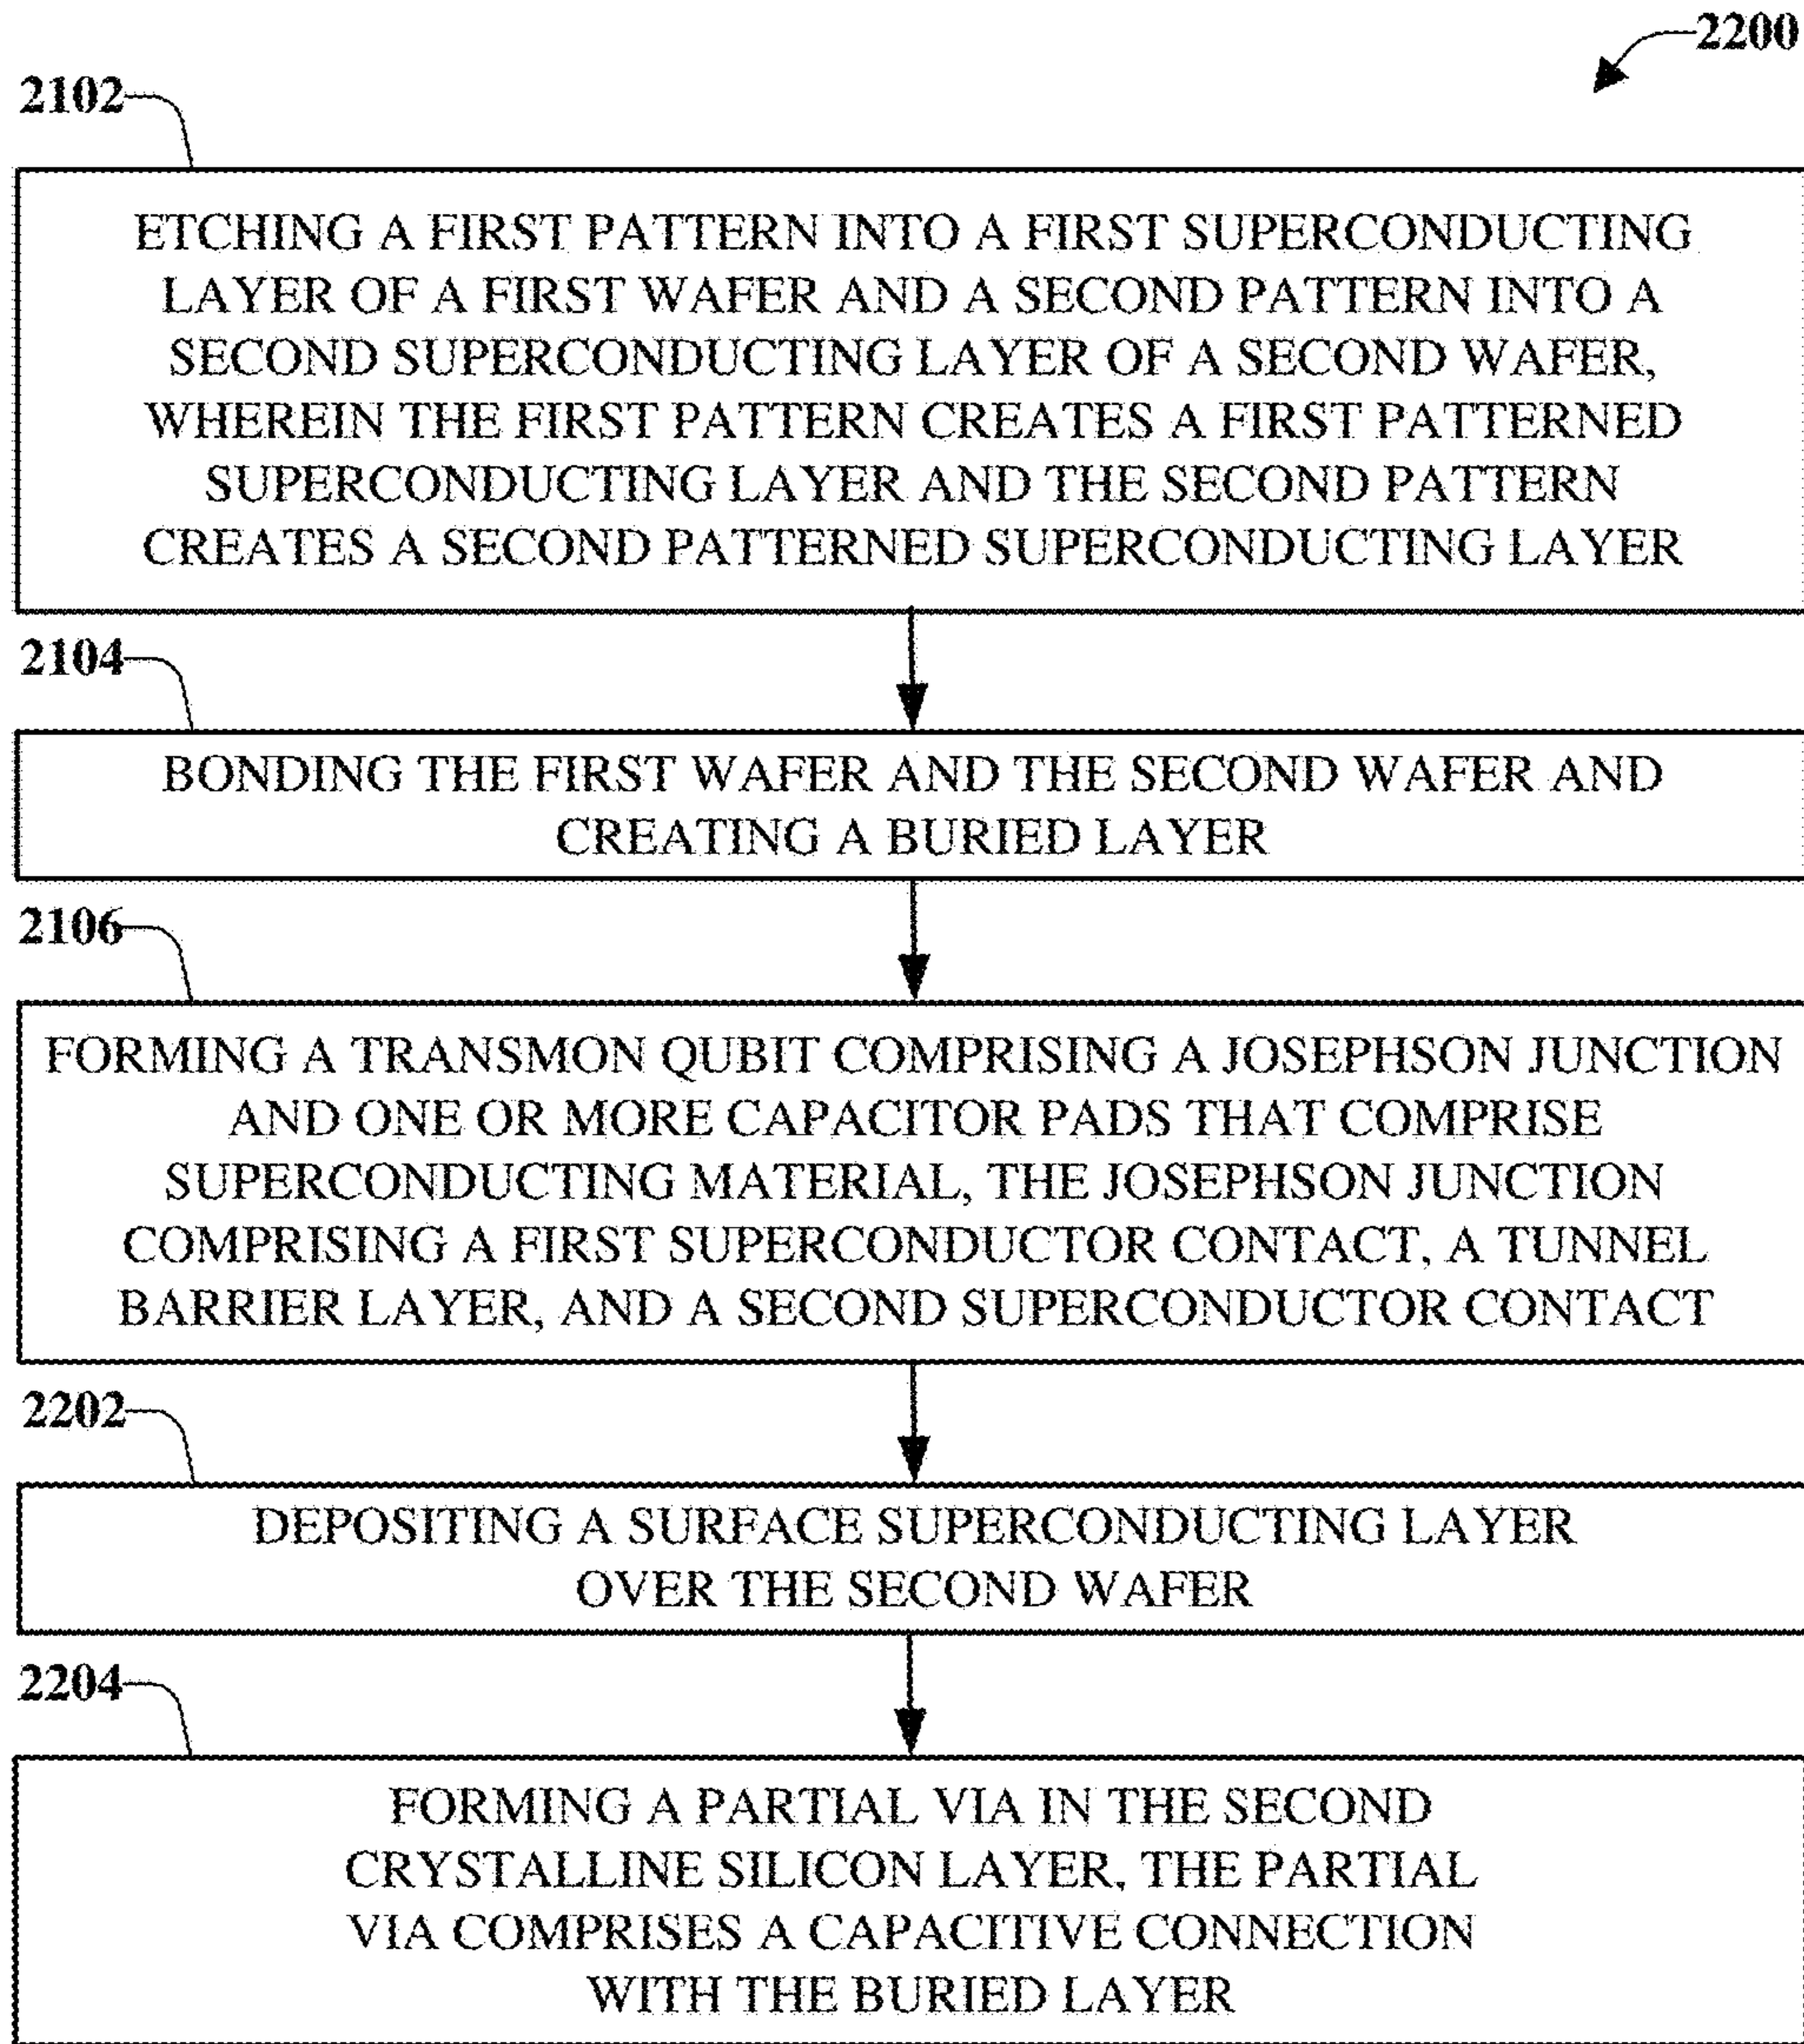 2200
2102
ETCHING A FIRST PATTERN INTO A FIRST SUPERCONDUCTING
LAYER OF A FIRST WAFER AND A SECOND PATTERN INTO A
SECOND SUPERCONDUCTING LAYER OF A SECOND WAFER,
WHEREIN THE FIRST PATTERN CREATES A FIRST PATTERNED
SUPERCONDUCTING LAYER AND THE SECOND PATTERN
CREATES A SECOND PATTERNED SUPERCONDUCTING LAYER
2104
BONDING THE FIRST WAFER AND THE SECOND WAFER AND
CREATING A BURIED LAYER
2106
FORMING A TRANSMON QUBIT COMPRISING A JOSEPHSON JUNCTION
AND ONE OR MORE CAPACITOR PADS THAT COMPRISE
SUPERCONDUCTING MATERIAL, THE JOSEPHSON JUNCTION
COMPRISING A FIRST SUPERCONDUCTOR CONTACT, A TUNNEL
BARRIER LAYER, AND A SECOND SUPERCONDUCTOR CONTACT
2202
DEPOSITING A SURFACE SUPERCONDUCTING LAYER
OVER THE SECOND WAFER
2204
FORMING A PARTIAL VIA IN THE SECOND
CRYSTALLINE SILICON LAYER, THE PARTIAL
VIA COMPRISES A CAPACITIVE CONNECTION
WITH THE BURIED LAYER